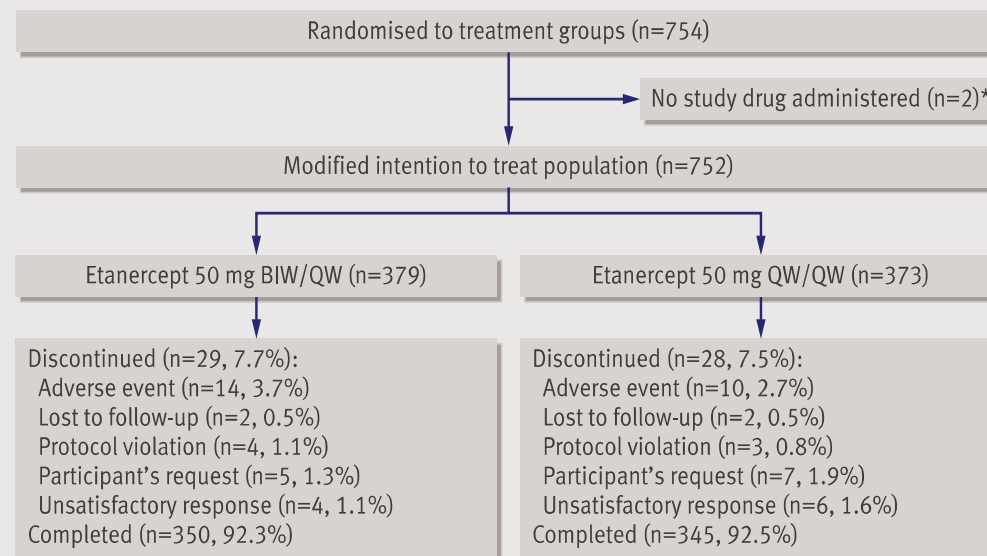 Randomised to treatment groups (n=754)
No study drug administered (n=2)*
Modified intention to treat population (n=752)
Etanercept 50 mg BIW/QW (n=379)
Etanercept 50 mg QW/QW (n=373)
Discontinued (n=29, 7.7%):
Adverse event (n=14, 3.7%)
Lost to follow-up (n=2, 0.5%)
Protocol violation (n=4, 1.1%)
Participant's request (n=5, 1.3%)
Unsatisfactory response (n=4, 1.1%)
Completed (n=350, 92.3%)
Discontinued (n=28, 7.5%):
Adverse event (n=10, 2.7%)
Lost to follow-up (n=2, 0.5%)
Protocol violation (n=3, 0.8%)
Participant's request (n=7, 1.9%)
Unsatisfactory response (n=6, 1.6%)
Completed (n=345, 92.5%)